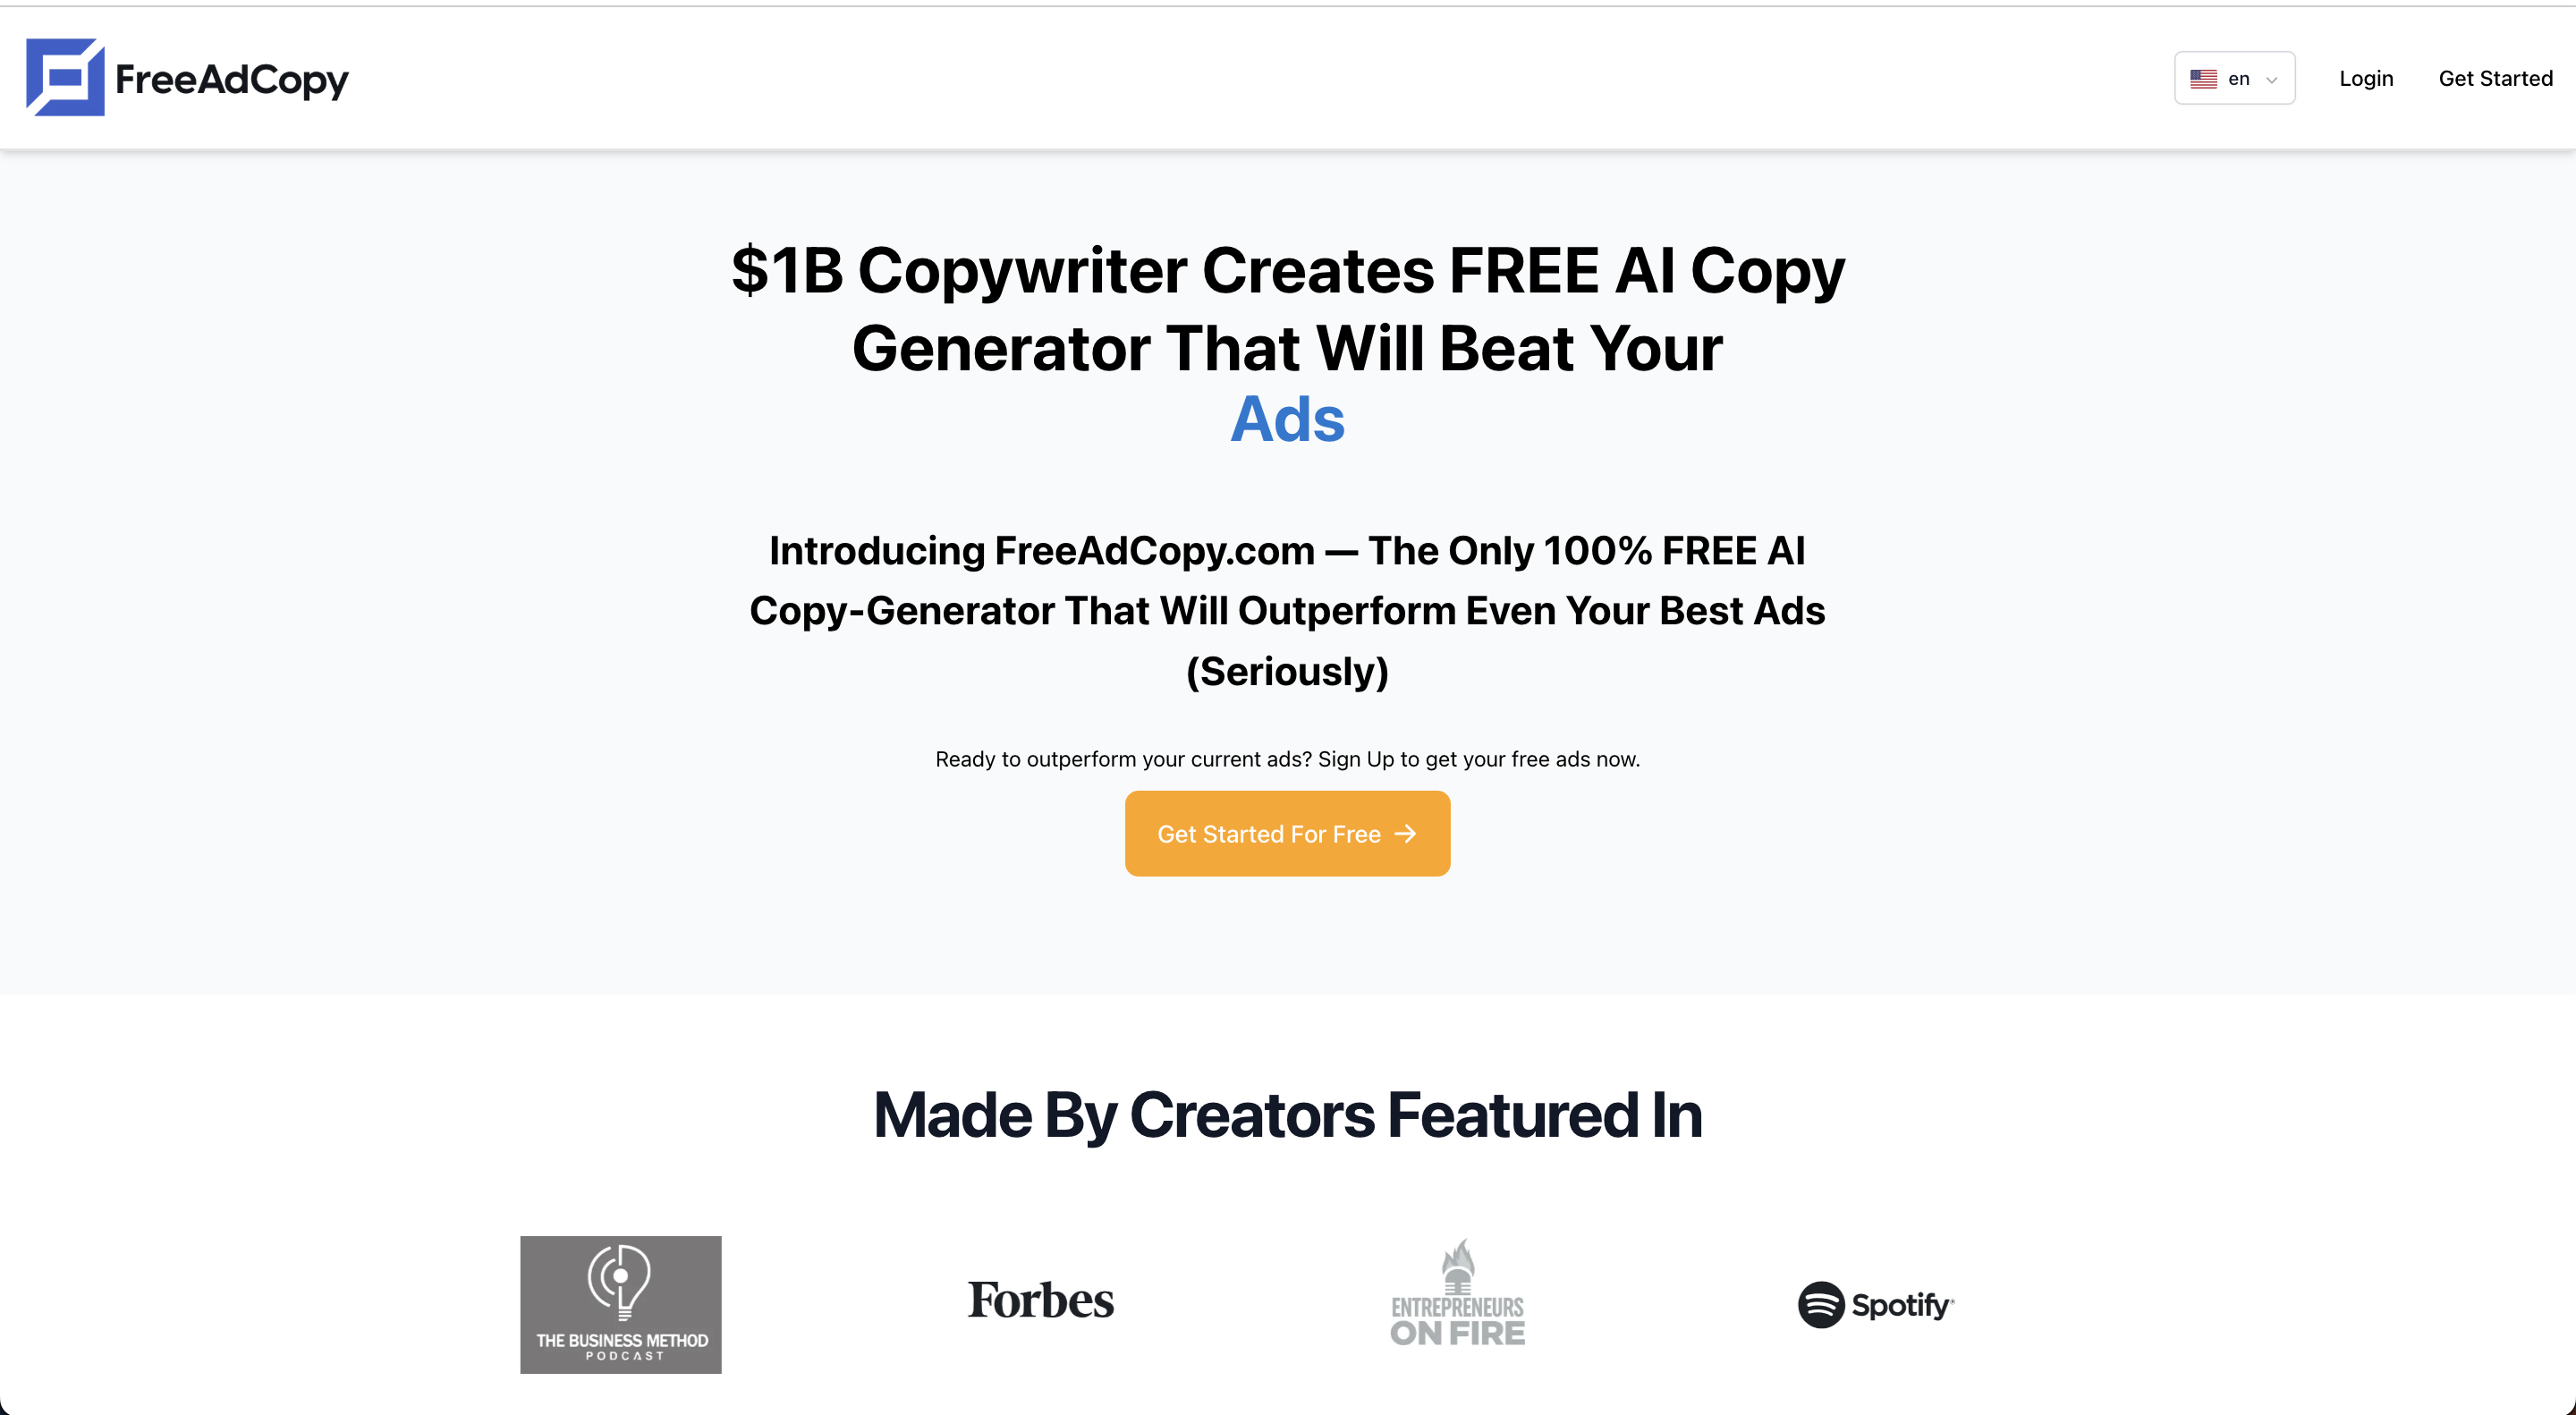 FreeAdCopy
en
Login
Get Started
$1B Copywriter Creates FREE AI Copy
Generator That Will Beat Your
Ads
Introducing FreeAdCopy.com — The Only 100% FREE AI
Copy-Generator That Will Outperform Even Your Best Ads
(Seriously)
Ready to outperform your current ads? Sign Up to get your free ads now.
Get Started For Free →
Made By Creators Featured In
THE BUSINESS METHOD
PODCAST
Forbes
ENTREPRENEURS
ON FIRE
Spotify